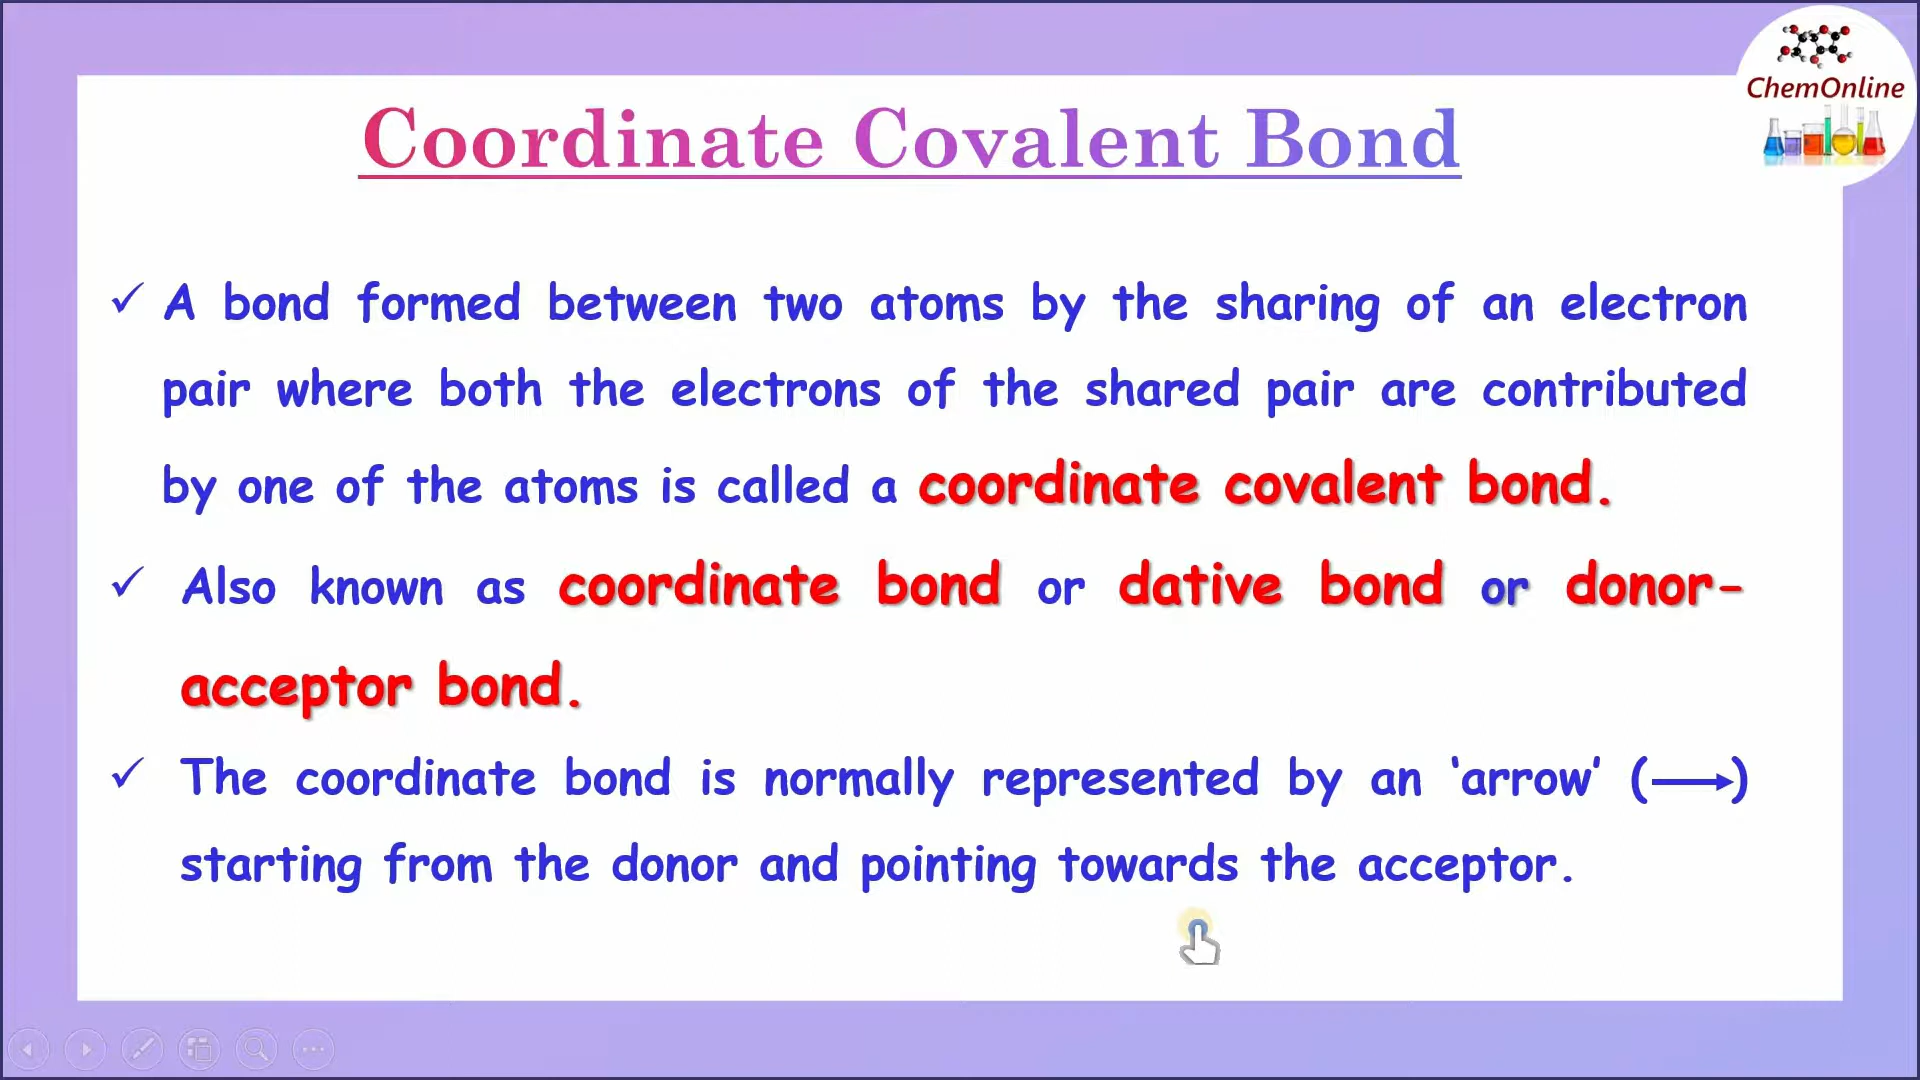 ChemOnline
Coordinate Covalent Bond
✓ A bond formed between two atoms by the sharing of an electron
pair where both the electrons of the shared pair are contributed
by one of the atoms is called a coordinate covalent bond.
✓ Also known as coordinate bond or dative bond or donor-
acceptor bond.
✓ The coordinate bond is normally represented by an ‘arrow’ (⟶)
starting from the donor and pointing towards the acceptor.